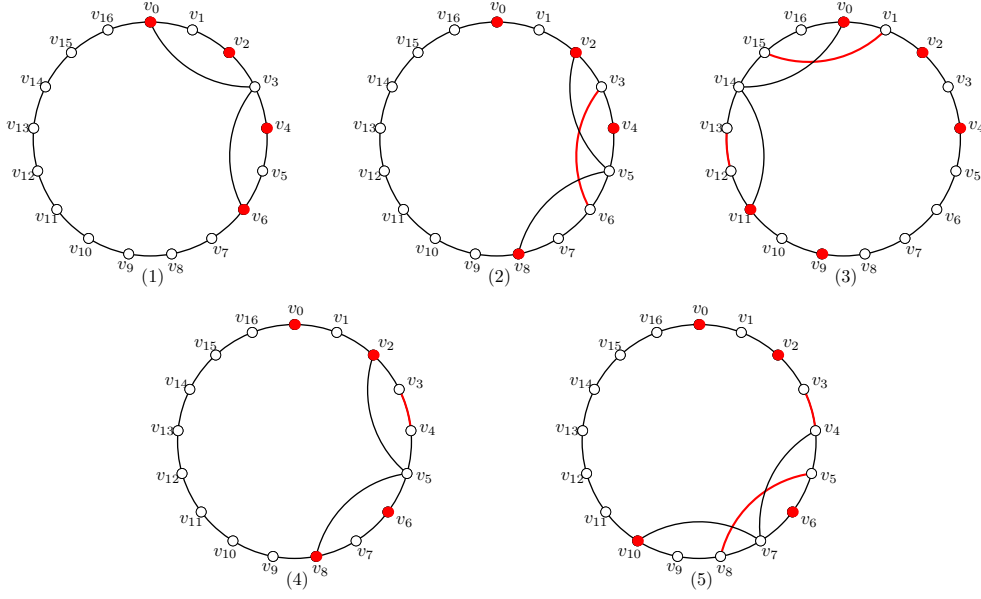 v₀ v₁ v₂ v₃ v₄ v₅ v₆ v₇ v₈ v₉ v₁₀ v₁₁ v₁₂ v₁₃ v₁₄ v₁₅ v₁₆
(1)
v₀ v₁ v₂ v₃ v₄ v₅ v₆ v₇ v₈ v₉ v₁₀ v₁₁ v₁₂ v₁₃ v₁₄ v₁₅ v₁₆
(2)
v₀ v₁ v₂ v₃ v₄ v₅ v₆ v₇ v₈ v₉ v₁₀ v₁₁ v₁₂ v₁₃ v₁₄ v₁₅ v₁₆
(3)
v₀ v₁ v₂ v₃ v₄ v₅ v₆ v₇ v₈ v₉ v₁₀ v₁₁ v₁₂ v₁₃ v₁₄ v₁₅ v₁₆
(4)
v₀ v₁ v₂ v₃ v₄ v₅ v₆ v₇ v₈ v₉ v₁₀ v₁₁ v₁₂ v₁₃ v₁₄ v₁₅ v₁₆
(5)